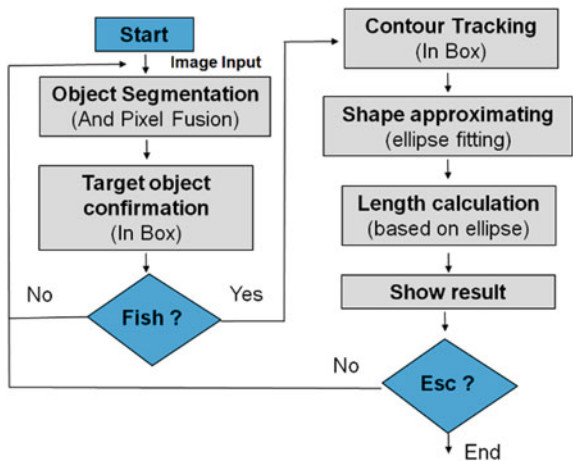 Start
Image Input
Object Segmentation
(And Pixel Fusion)
Target object
confirmation
(In Box)
No
Yes
Fish ?
Contour Tracking
(In Box)
Shape approximating
(ellipse fitting)
Length calculation
(based on ellipse)
Show result
No
Esc ?
End